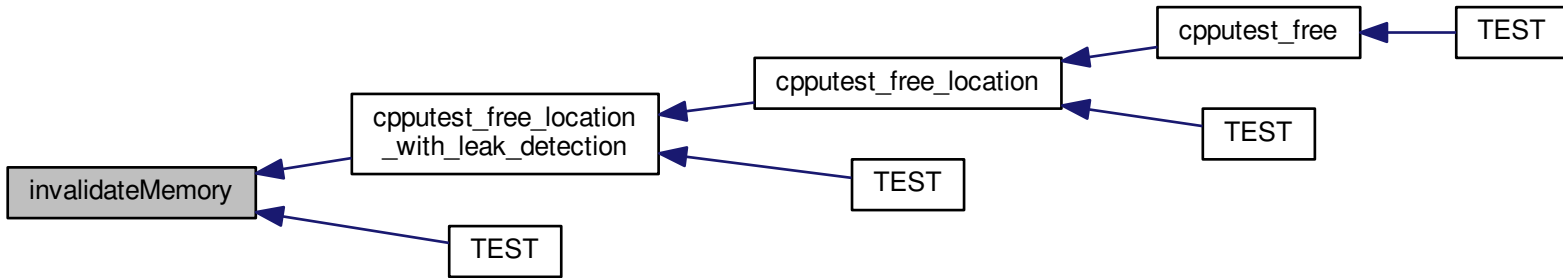 cpputest_free
TEST
cpputest_free_location
cpputest_free_location
_with_leak_detection
TEST
TEST
invalidateMemory
TEST